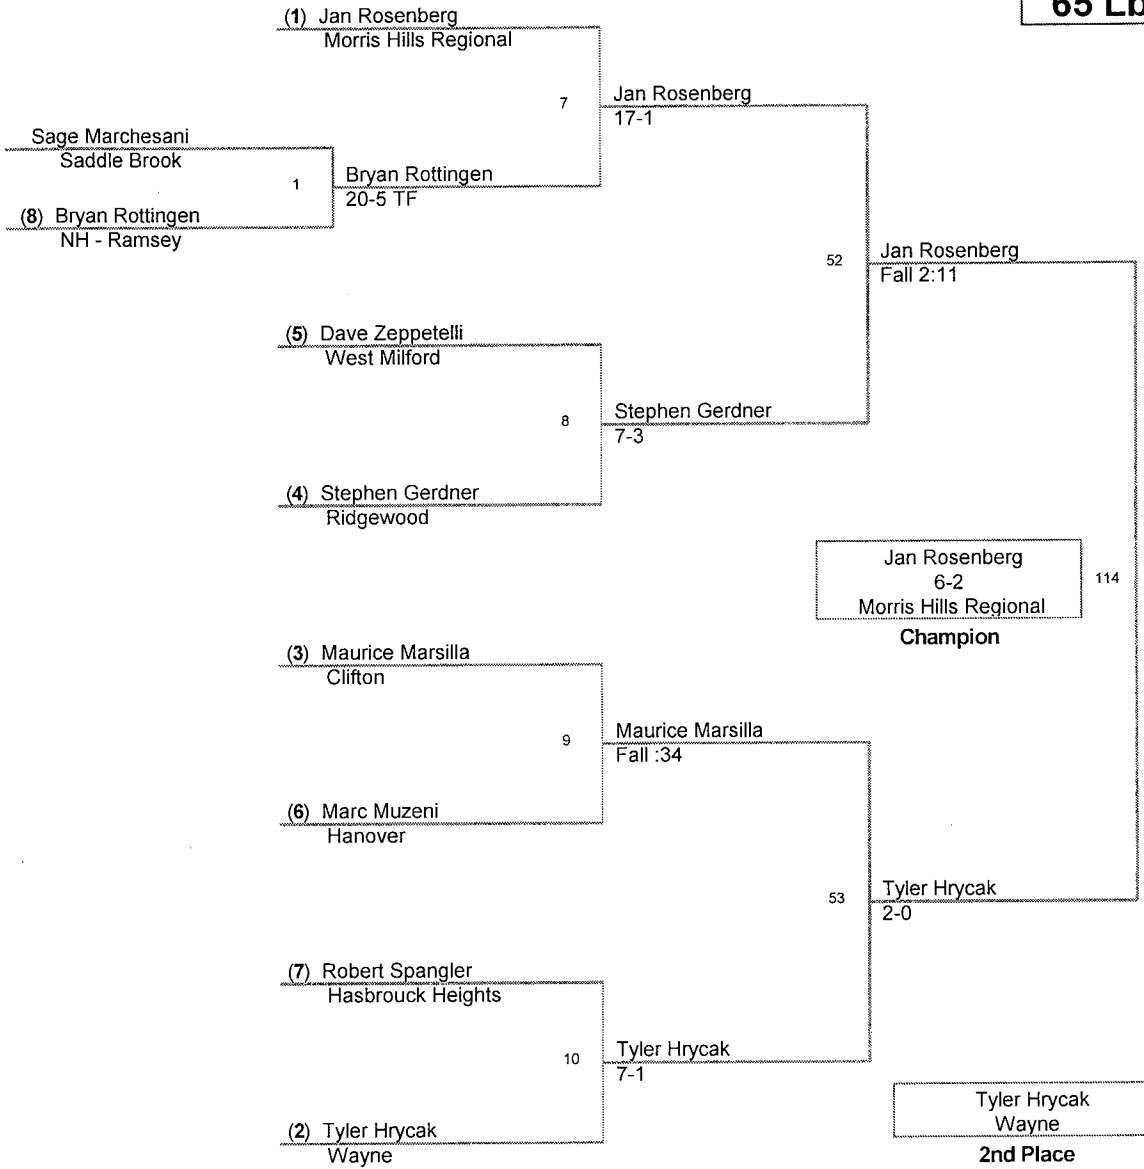 65 Lb
(1) Jan Rosenberg
Morris Hills Regional
7
Jan Rosenberg
17-1
Sage Marchesani
Saddle Brook
1
Bryan Rottingen
20-5 TF
(8) Bryan Rottingen
NH - Ramsey
52
Jan Rosenberg
Fall 2:11
(5) Dave Zeppetelli
West Milford
8
Stephen Gerdner
7-3
(4) Stephen Gerdner
Ridgewood
Jan Rosenberg
6-2
Morris Hills Regional
Champion
114
(3) Maurice Marsilla
Clifton
9
Maurice Marsilla
Fall :34
(6) Marc Muzeni
Hanover
53
Tyler Hrycak
2-0
(7) Robert Spangler
Hasbrouck Heights
10
Tyler Hrycak
7-1
(2) Tyler Hrycak
Wayne
Tyler Hrycak
Wayne
2nd Place